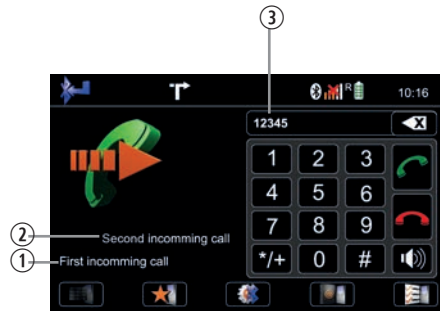 3
R
10:16
12345
X
1 2 3
4 5 6
7 8 9
*/+ 0 #
2
Second incomming call
1
First incomming call